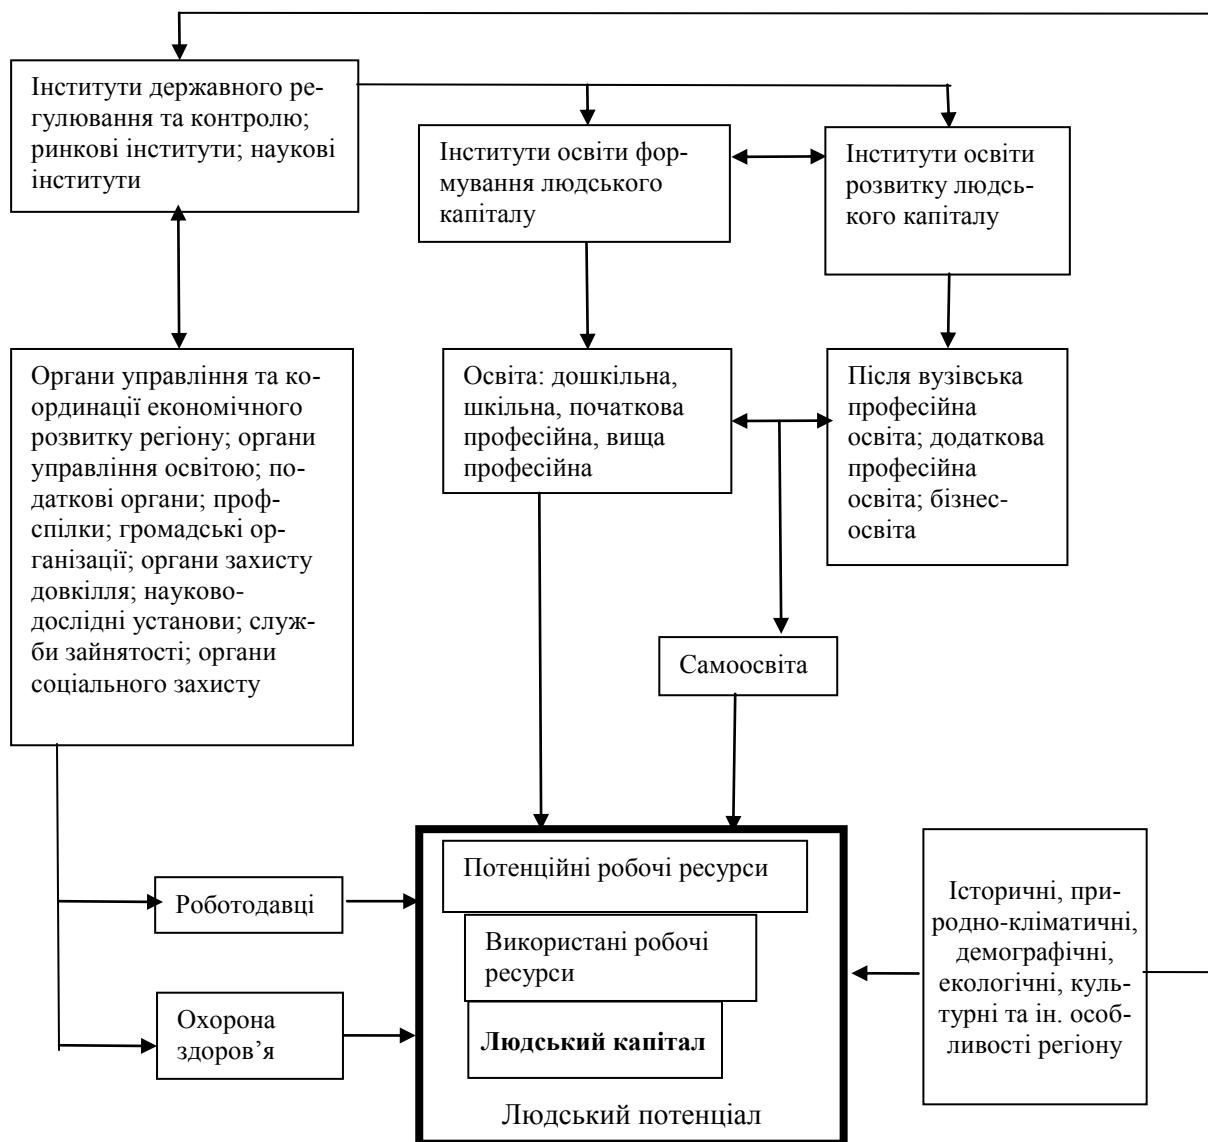 Інститути державного ре-
гулювання та контролю;
ринкові інститути; наукові
інститути
Інститути освіти фор-
мування людського
капіталу
Інститути освіти
розвитку людсь-
кого капіталу
Органи управління та ко-
ординації економічного
розвитку регіону; органи
управління освітою; по-
даткові органи; проф-
спілки; громадські ор-
ганізації; органи захисту
довкілля; науково-
дослідні установи; служ-
би зайнятості; органи
соціального захисту
Освіта: дошкільна,
шкільна, початкова
професійна, вища
професійна
Після вузівська
професійна
освіта; додаткова
професійна
освіта; бізнес-
освіта
Самоосвіта
Роботодавці
Охорона
здоров’я
Потенційні робочі ресурси
Використані робочі
ресурси
Людський капітал
Людський потенціал
Історичні, при-
родно-кліматичні,
демографічні,
екологічні, куль-
турні та ін. особ-
ливості регіону